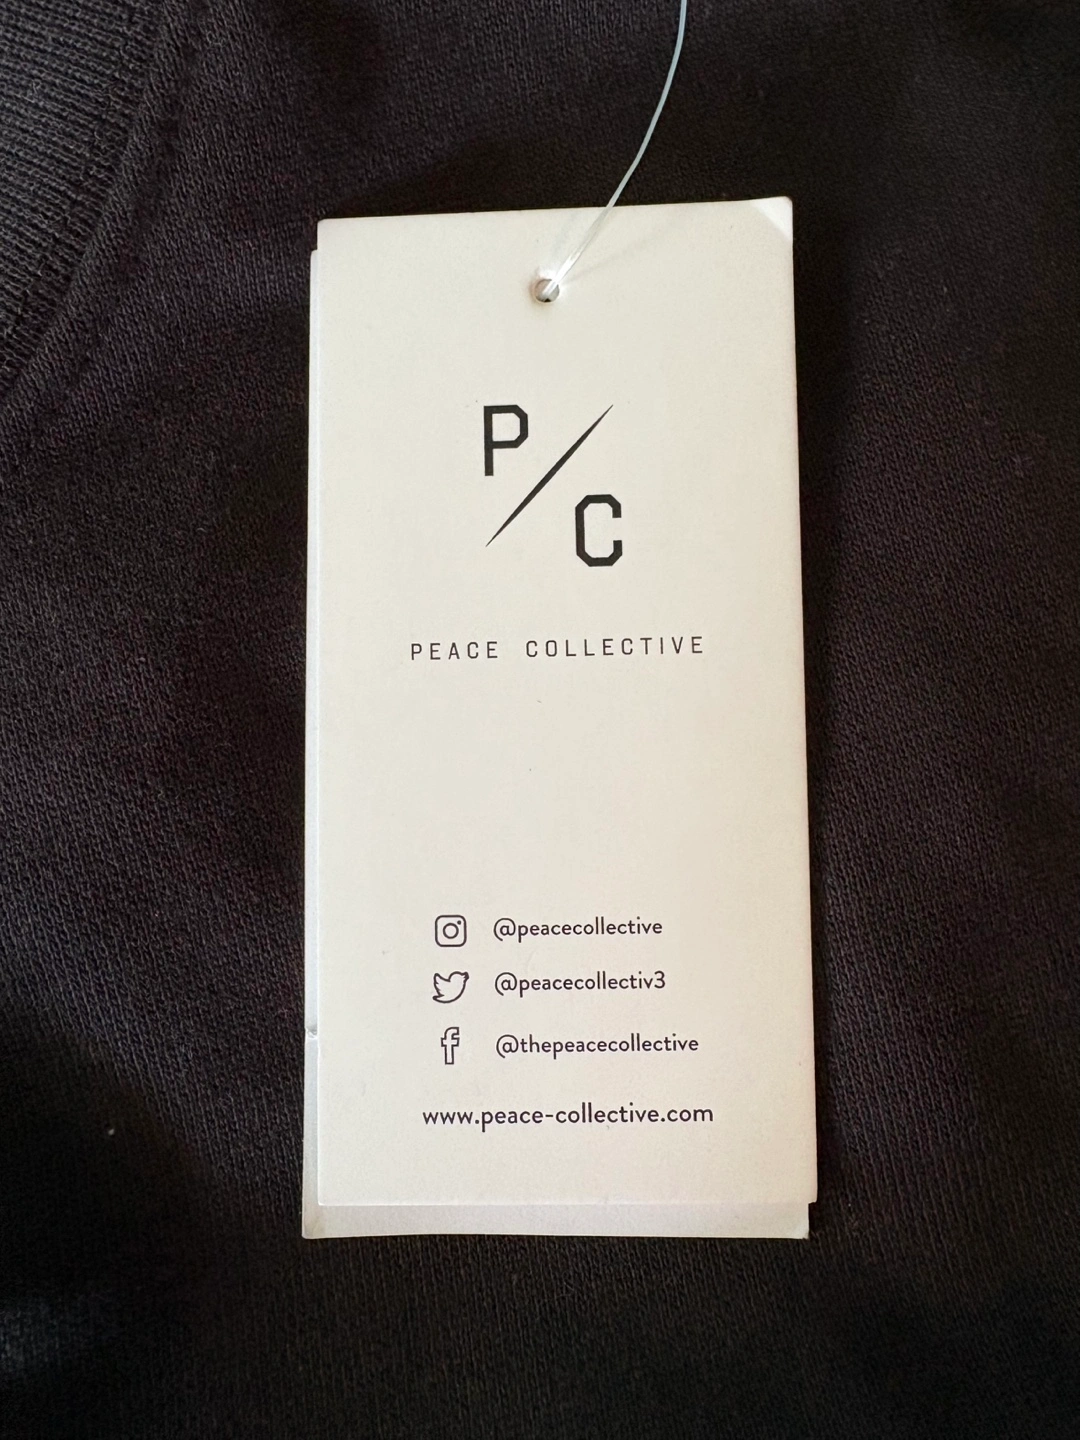 P/C
PEACE COLLECTIVE
@peacecollective
@peacecollectiv3
@thepeacecollective
www.peace-collective.com